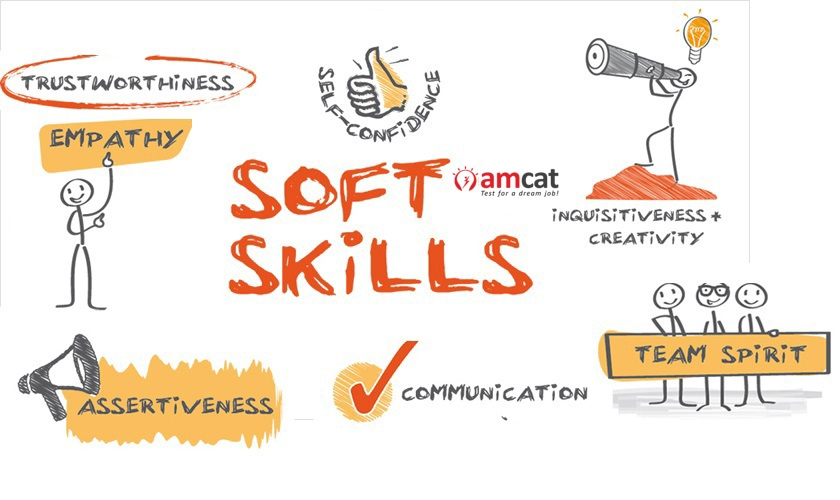 TRUSTWORTHINESS
EMPATHY
SELF-CONFIDENCE
SOFT
SKILLS
amcat
Test for a dream job!
INQUISITIVENESS +
CREATIVITY
ASSERTIVENESS
COMMUNICATION
TEAM SPIRIT